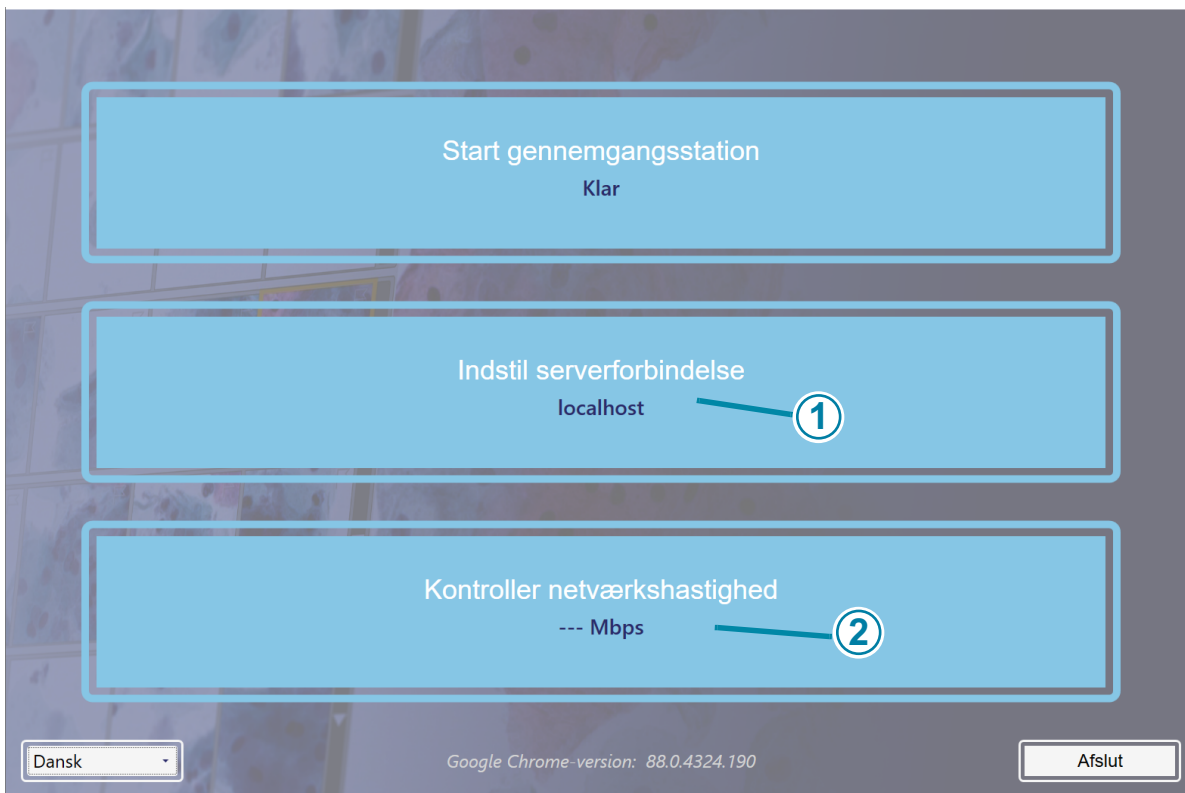 Start gennemgangsstation
Klar
Indstil serverforbindelse
localhost
1
Kontroller netværkshastighed
--- Mbps
2
Dansk
Google Chrome-version: 88.0.4324.190
Afslut